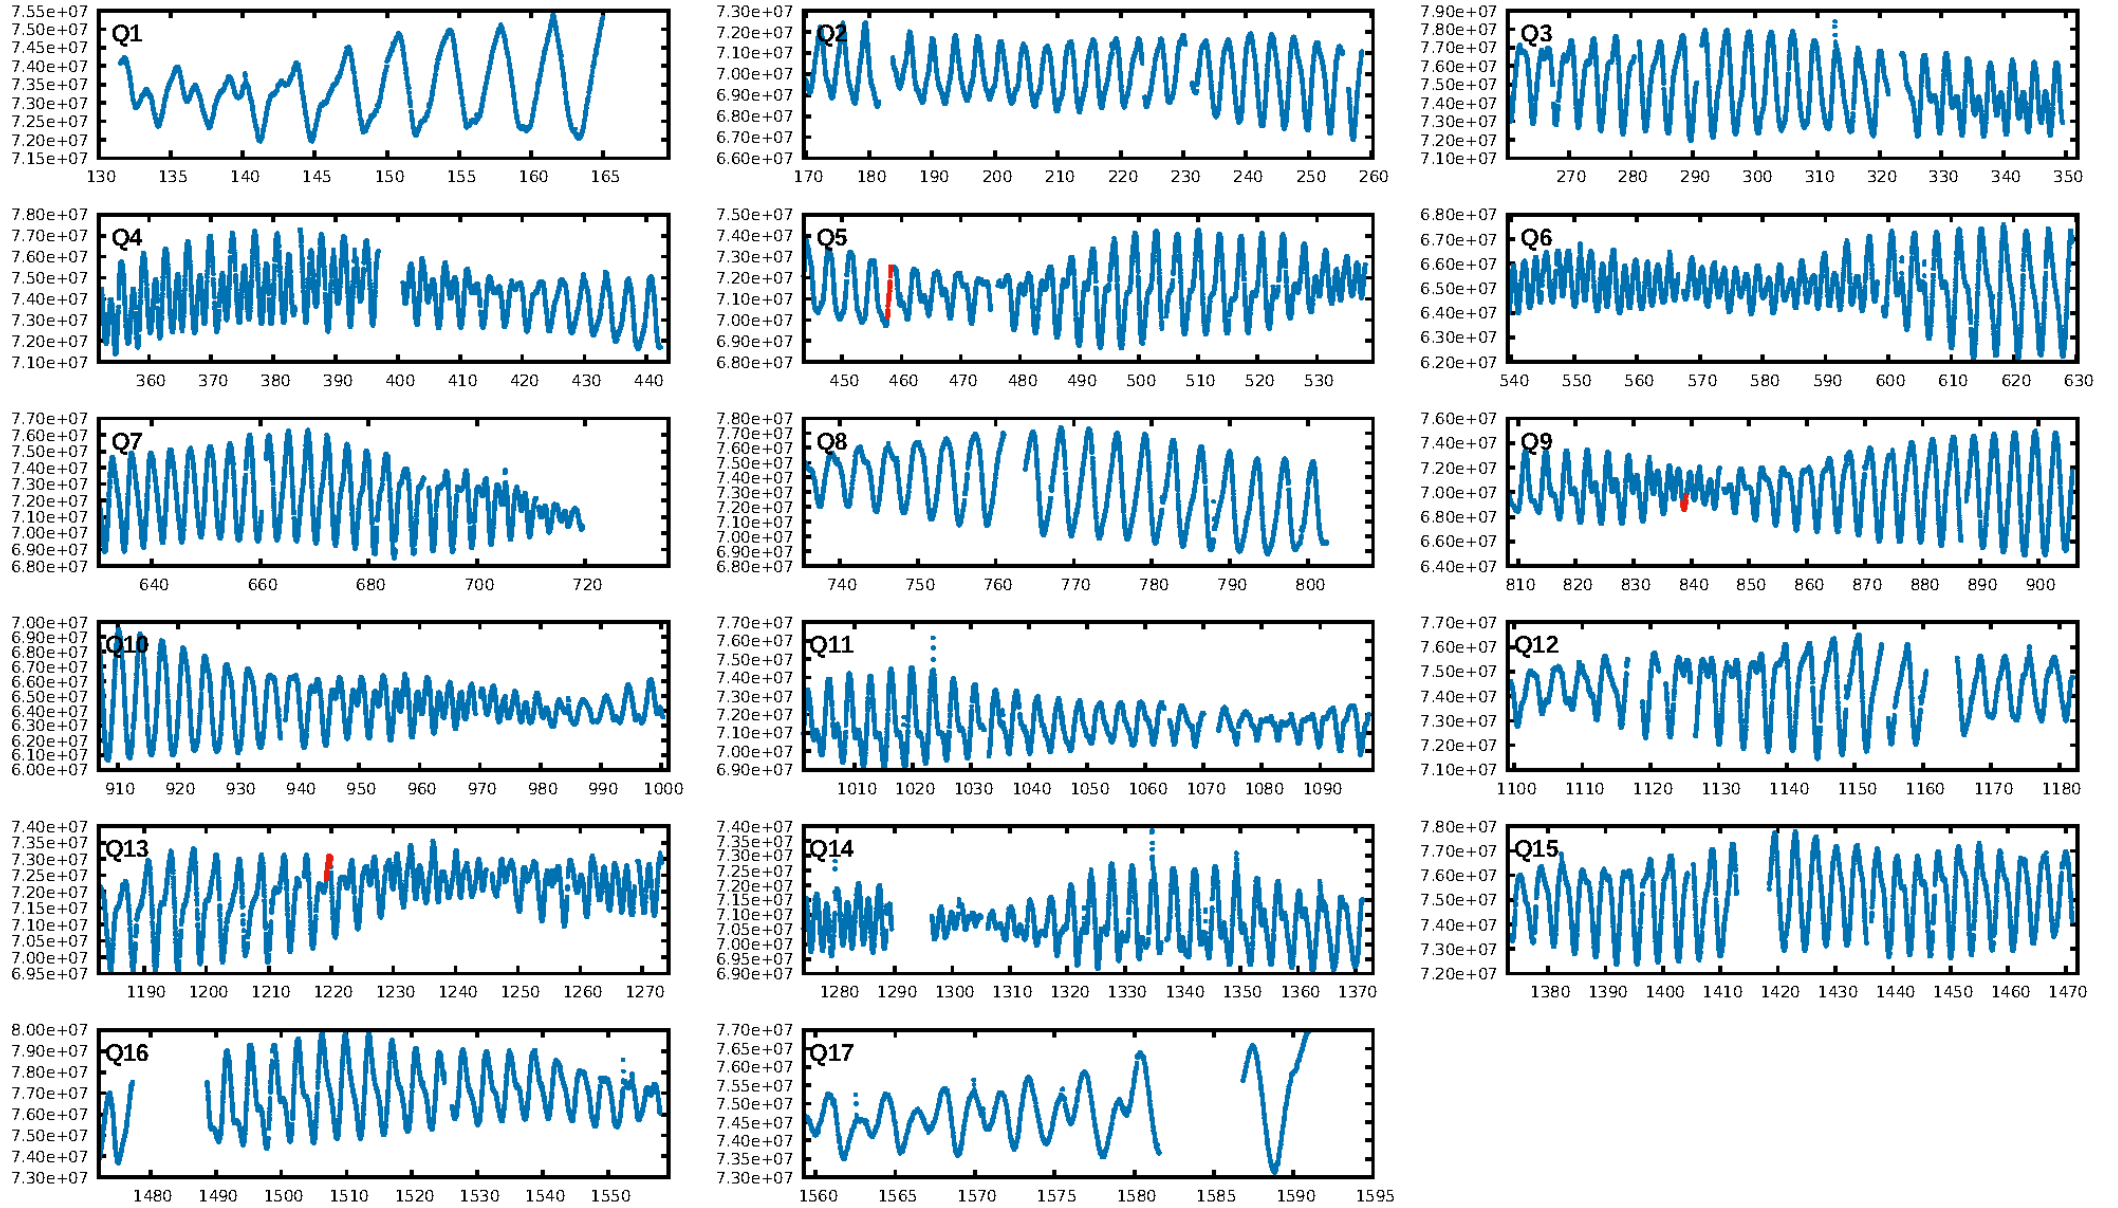 7.55e+07
7.50e+07
7.45e+07
7.40e+07
7.35e+07
7.30e+07
7.25e+07
7.20e+07
7.15e+07
Q1
130 135 140 145 150 155 160 165
7.30e+07
7.20e+07
7.10e+07
7.00e+07
6.90e+07
6.80e+07
6.70e+07
6.60e+07
Q2
170 180 190 200 210 220 230 240 250 260
7.90e+07
7.80e+07
7.70e+07
7.60e+07
7.50e+07
7.40e+07
7.30e+07
7.20e+07
7.10e+07
Q3
270 280 290 300 310 320 330 340 350
7.80e+07
7.70e+07
7.60e+07
7.50e+07
7.40e+07
7.30e+07
7.20e+07
7.10e+07
Q4
360 370 380 390 400 410 420 430 440
7.50e+07
7.40e+07
7.30e+07
7.20e+07
7.10e+07
7.00e+07
6.90e+07
6.80e+07
Q5
450 460 470 480 490 500 510 520 530
6.80e+07
6.70e+07
6.60e+07
6.50e+07
6.40e+07
6.30e+07
6.20e+07
Q6
540 550 560 570 580 590 600 610 620 630
7.70e+07
7.60e+07
7.50e+07
7.40e+07
7.30e+07
7.20e+07
7.10e+07
7.00e+07
6.90e+07
6.80e+07
Q7
640 660 680 700 720
7.80e+07
7.70e+07
7.60e+07
7.50e+07
7.40e+07
7.30e+07
7.20e+07
7.10e+07
7.00e+07
6.90e+07
6.80e+07
Q8
740 750 760 770 780 790 800
7.60e+07
7.40e+07
7.20e+07
7.00e+07
6.80e+07
6.60e+07
6.40e+07
Q9
810 820 830 840 850 860 870 880 890 900
7.00e+07
6.90e+07
6.80e+07
6.70e+07
6.60e+07
6.50e+07
6.40e+07
6.30e+07
6.20e+07
6.10e+07
6.00e+07
Q10
910 920 930 940 950 960 970 980 990 1000
7.70e+07
7.60e+07
7.50e+07
7.40e+07
7.30e+07
7.20e+07
7.10e+07
7.00e+07
6.90e+07
Q11
1010 1020 1030 1040 1050 1060 1070 1080 1090
7.70e+07
7.60e+07
7.50e+07
7.40e+07
7.30e+07
7.20e+07
7.10e+07
Q12
1100 1110 1120 1130 1140 1150 1160 1170 1180
7.40e+07
7.35e+07
7.30e+07
7.25e+07
7.20e+07
7.15e+07
7.10e+07
7.05e+07
7.00e+07
6.95e+07
Q13
1190 1200 1210 1220 1230 1240 1250 1260 1270
7.40e+07
7.35e+07
7.30e+07
7.25e+07
7.20e+07
7.15e+07
7.10e+07
7.05e+07
7.00e+07
6.95e+07
6.90e+07
Q14
1280 1290 1300 1310 1320 1330 1340 1350 1360 1370
7.80e+07
7.70e+07
7.60e+07
7.50e+07
7.40e+07
7.30e+07
7.20e+07
Q15
1380 1390 1400 1410 1420 1430 1440 1450 1460 1470
8.00e+07
7.90e+07
7.80e+07
7.70e+07
7.60e+07
7.50e+07
7.40e+07
7.30e+07
Q16
1480 1490 1500 1510 1520 1530 1540 1550
7.70e+07
7.65e+07
7.60e+07
7.55e+07
7.50e+07
7.45e+07
7.40e+07
7.35e+07
7.30e+07
Q17
1560 1565 1570 1575 1580 1585 1590 1595